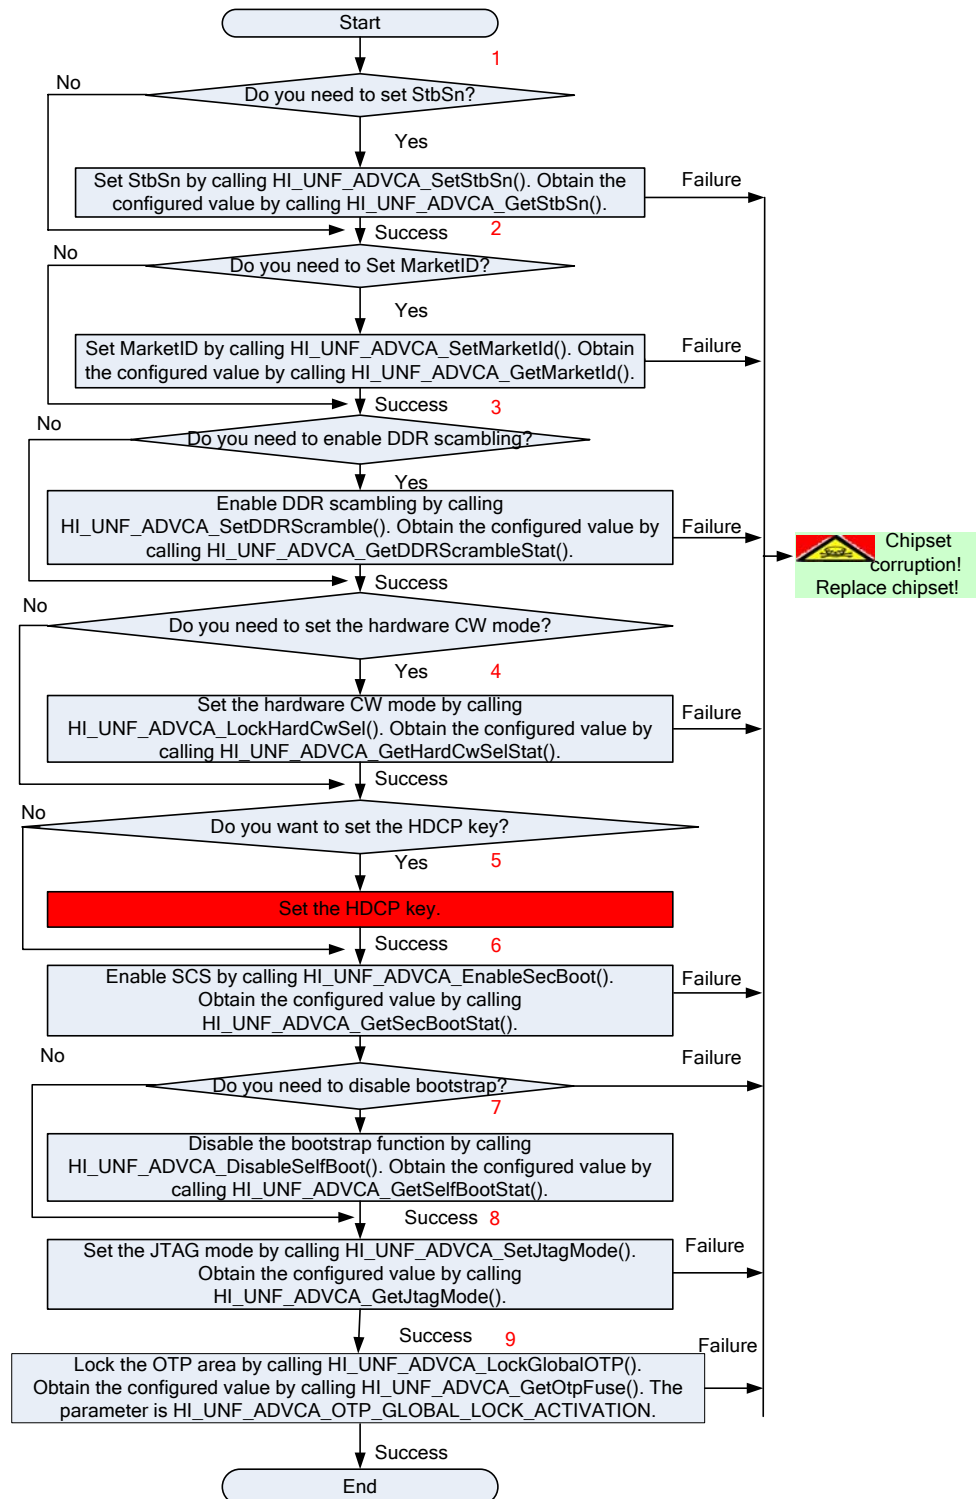 Start
1
No
Do you need to set StbSn?
Yes
Set StbSn by calling HI_UNF_ADVCA_SetStbSn(). Obtain the
configured value by calling HI_UNF_ADVCA_GetStbSn().
Failure
Success
2
No
Do you need to Set MarketID?
Yes
Set MarketID by calling HI_UNF_ADVCA_SetMarketId(). Obtain
the configured value by calling HI_UNF_ADVCA_GetMarketId().
Failure
Success
3
No
Do you need to enable DDR scambling?
Yes
Enable DDR scambling by calling
HI_UNF_ADVCA_SetDDRScramble(). Obtain the configured value by
calling HI_UNF_ADVCA_GetDDRScrambleStat().
Failure
Chipset
corruption!
Replace chipset!
Success
No
Do you need to set the hardware CW mode?
Yes
4
Set the hardware CW mode by calling
HI_UNF_ADVCA_LockHardCwSel(). Obtain the configured value by
calling HI_UNF_ADVCA_GetHardCwSelStat().
Failure
Success
No
Do you want to set the HDCP key?
Yes
5
Set the HDCP key.
Success
6
Enable SCS by calling HI_UNF_ADVCA_EnableSecBoot().
Obtain the configured value by calling
HI_UNF_ADVCA_GetSecBootStat().
Failure
No
Failure
Do you need to disable bootstrap?
7
Disable the bootstrap function by calling
HI_UNF_ADVCA_DisableSelfBoot(). Obtain the configured value by
calling HI_UNF_ADVCA_GetSelfBootStat().
Success
8
Set the JTAG mode by calling HI_UNF_ADVCA_SetJtagMode().
Obtain the configured value by calling
HI_UNF_ADVCA_GetJtagMode().
Failure
Success
9
Failure
Lock the OTP area by calling HI_UNF_ADVCA_LockGlobalOTP().
Obtain the configured value by calling HI_UNF_ADVCA_GetOtpFuse(). The
parameter is HI_UNF_ADVCA_OTP_GLOBAL_LOCK_ACTIVATION.
Success
End